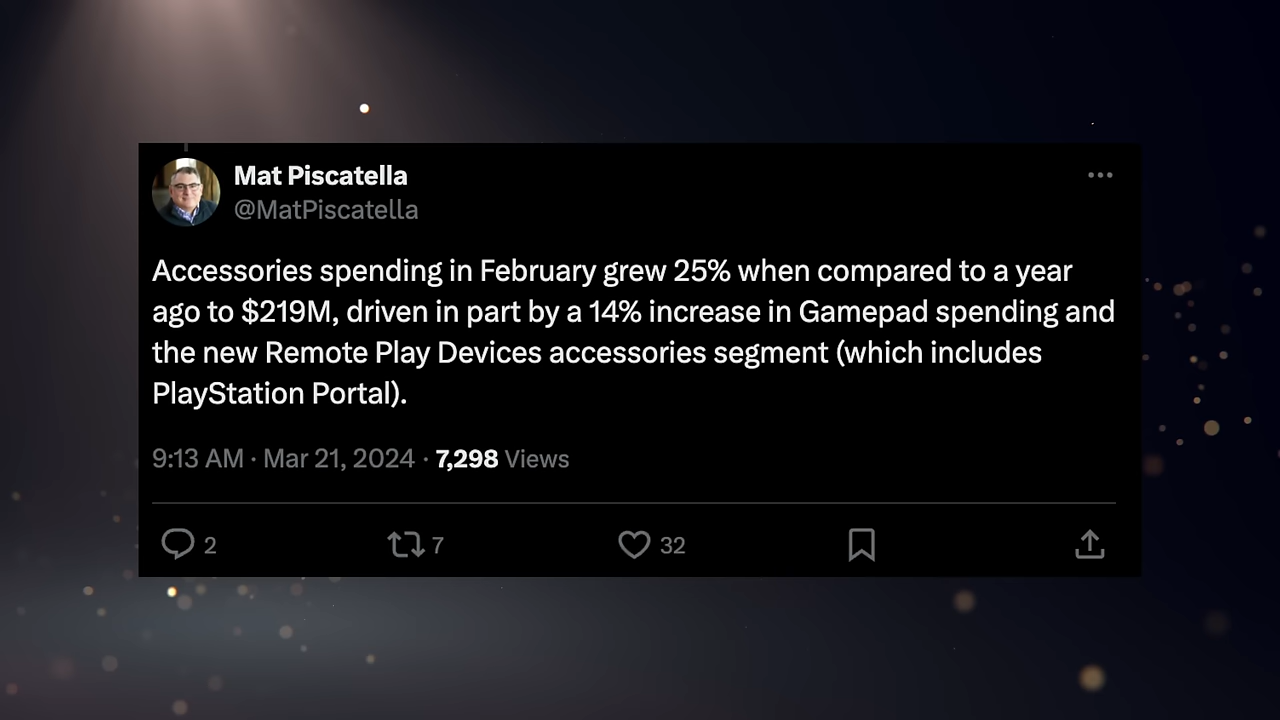 Mat Piscatella
@MatPiscatella
Accessories spending in February grew 25% when compared to a year
ago to $219M, driven in part by a 14% increase in Gamepad spending and
the new Remote Play Devices accessories segment (which includes
PlayStation Portal).
9:13 AM · Mar 21, 2024 · 7,298 Views
2 7 32